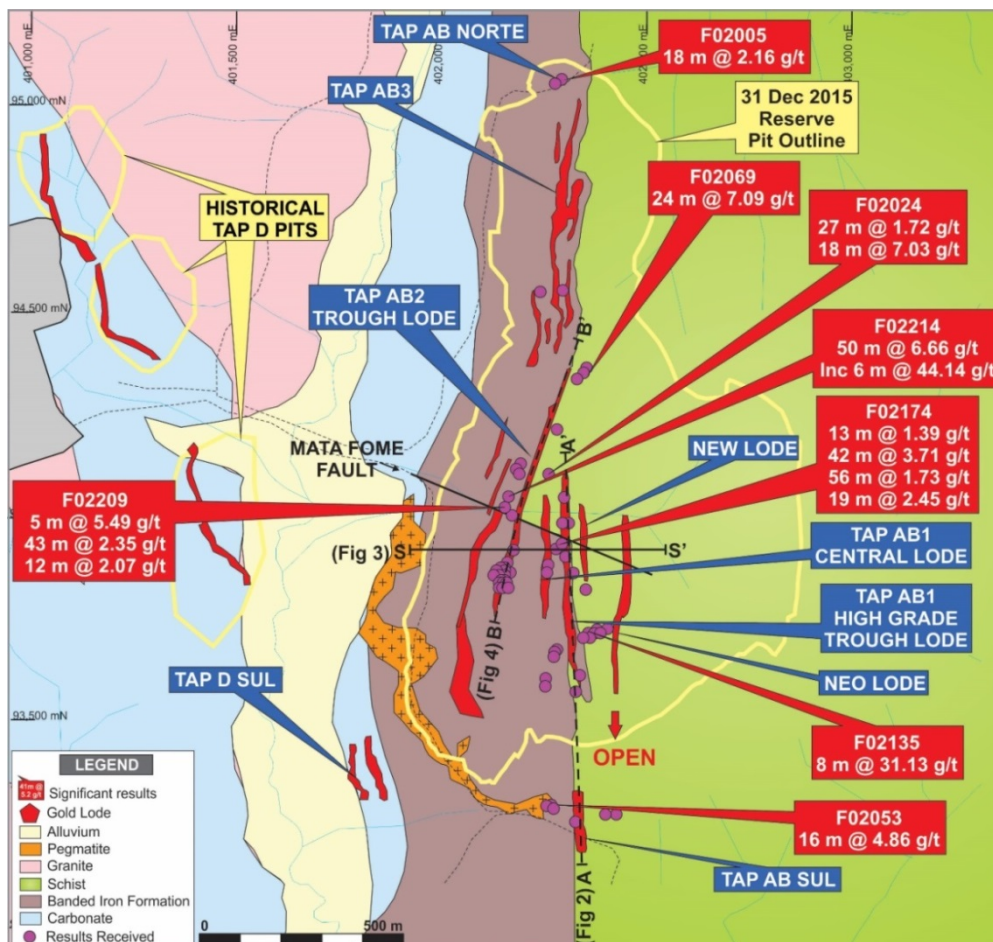 401,000 mE
401,500 mE
402,000 mE
403,000 mE
95,000 mN
94,500 mN
93,500 mN
TAP AB NORTE
F02005
18 m @ 2.16 g/t
TAP AB3
31 Dec 2015
Reserve
Pit Outline
F02069
24 m @ 7.09 g/t
HISTORICAL
TAP D PITS
F02024
27 m @ 1.72 g/t
18 m @ 7.03 g/t
TAP AB2
TROUGH LODE
B'
F02214
50 m @ 6.66 g/t
Inc 6 m @ 44.14 g/t
A'
MATA FOME
FAULT
NEW LODE
F02174
13 m @ 1.39 g/t
42 m @ 3.71 g/t
56 m @ 1.73 g/t
19 m @ 2.45 g/t
F02209
5 m @ 5.49 g/t
43 m @ 2.35 g/t
12 m @ 2.07 g/t
(Fig 3) S
S'
TAP AB1
CENTRAL LODE
TAP AB1
HIGH GRADE
TROUGH LODE
(Fig 4) B
NEO LODE
TAP D SUL
OPEN
F02135
8 m @ 31.13 g/t
F02053
16 m @ 4.86 g/t
TAP AB SUL
(Fig 2) A
LEGEND
41m @
5.2 g/t
Significant results
Gold Lode
Alluvium
Pegmatite
Granite
Schist
Banded Iron Formation
Carbonate
Results Received
0
500 m